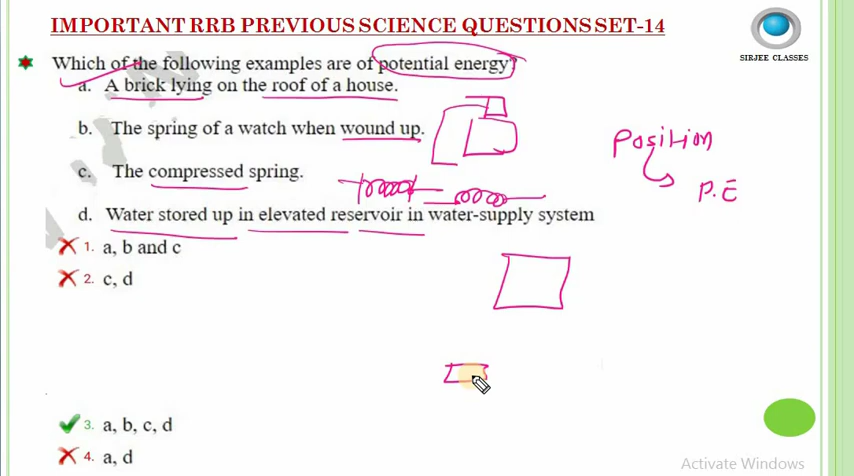 IMPORTANT RRB PREVIOUS SCIENCE QUESTIONS SET-14
SIRJEE CLASSES
Which of the following examples are of potential energy?
a. A brick lying on the roof of a house.
b. The spring of a watch when wound up.
c. The compressed spring.
d. Water stored up in elevated reservoir in water-supply system
Position
P.E
1. a, b and c
2. c, d
3. a, b, c, d
4. a, d
Activate Windows